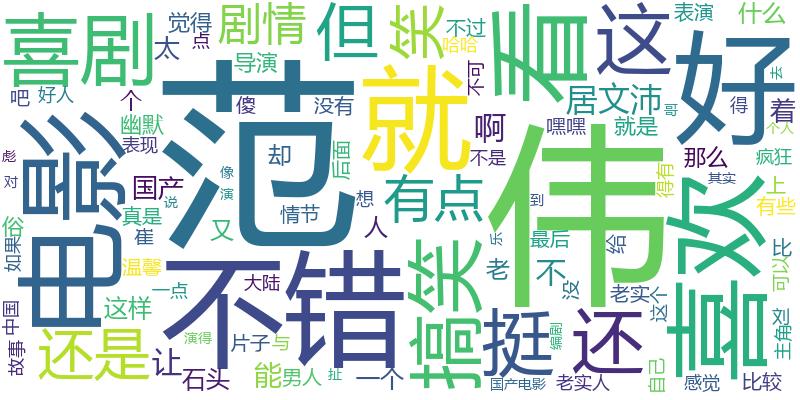 喜剧
觉得
太
点
剧情
导演
但
笑
不过
哈哈
看
这
表演
什么
好
去
吧
好人
个
傻
没有
不可
居文沛
着
得
哥
范
就
啊
嘿嘿
就是
个人
幽默
表现
电影
彪
对
国产
真是
说
像
演
却
后面
有点
不是
伟
那么
疯狂
得有
其实
上
有些
俗
如果
崔
又
情节
想
人
到
乐
最后
给
欢
喜
比
可以
温馨
不错
大陆
搞笑
老
不
没
老实
这个
中国
故事
这样
一点
还是
让
石头
演得
片子
与
能
男人
扯
一个
挺
国产电影
编剧
还
老实人
自己
感觉
比较
主角